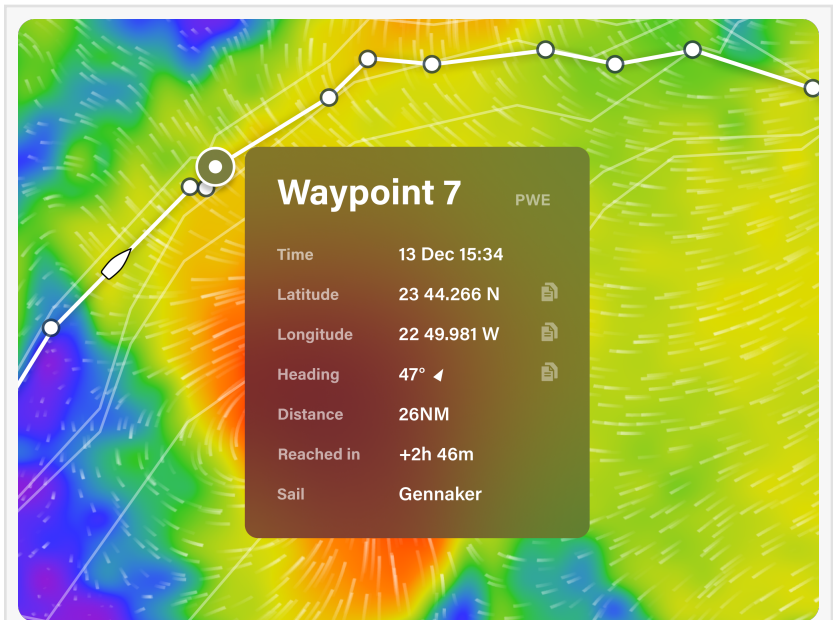 Waypoint 7 PWE
Time 13 Dec 15:34
Latitude 23 44.266 N
Longitude 22 49.981 W
Heading 47°
Distance 26NM
Reached in +2h 46m
Sail Gennaker